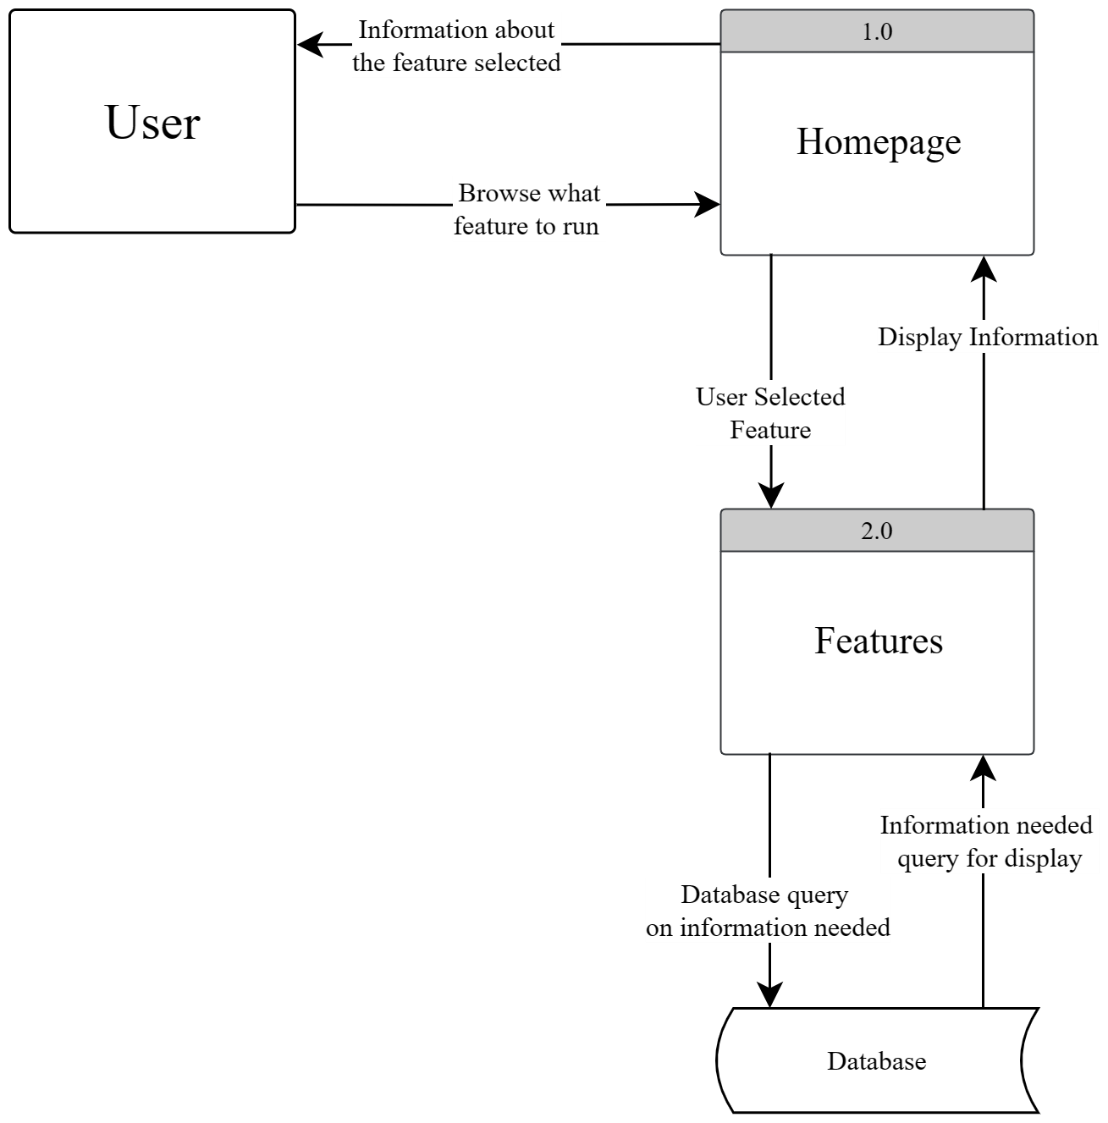 User
Information about
the feature selected
1.0
Homepage
Browse what
feature to run
Display Information
User Selected
Feature
2.0
Features
Information needed
query for display
Database query
on information needed
Database